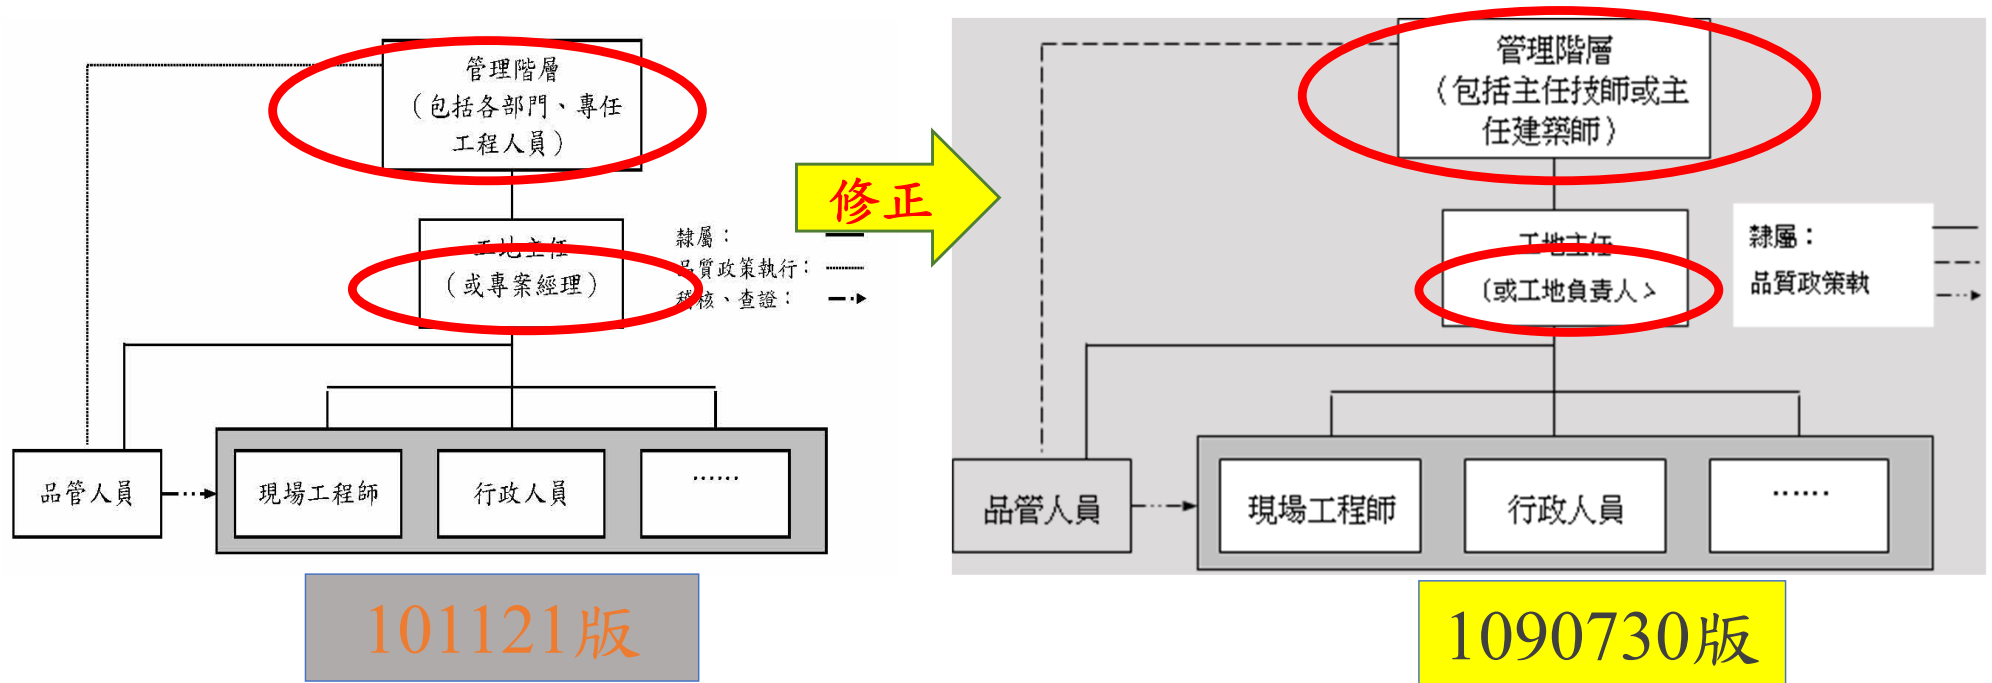 管理階層
（包括各部門、專任
工程人員）
工地主任
（或專案經理）
隸屬：
品質政策執行：
稽核、查證：
品管人員
現場工程師
行政人員
……
101121版
修正
管理階層
（包括主任技師或主
任建築師）
工地主任
（或工地負責人
隸屬：
品質政策執
品管人員
現場工程師
行政人員
……
1090730版